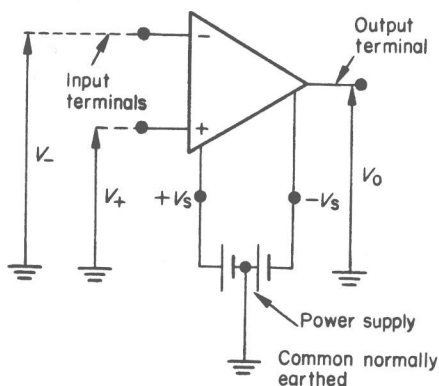 Output
terminal
−
Input
terminals
+
V−
V+
+Vs
−Vs
Vo
Power supply
Common normally
earthed